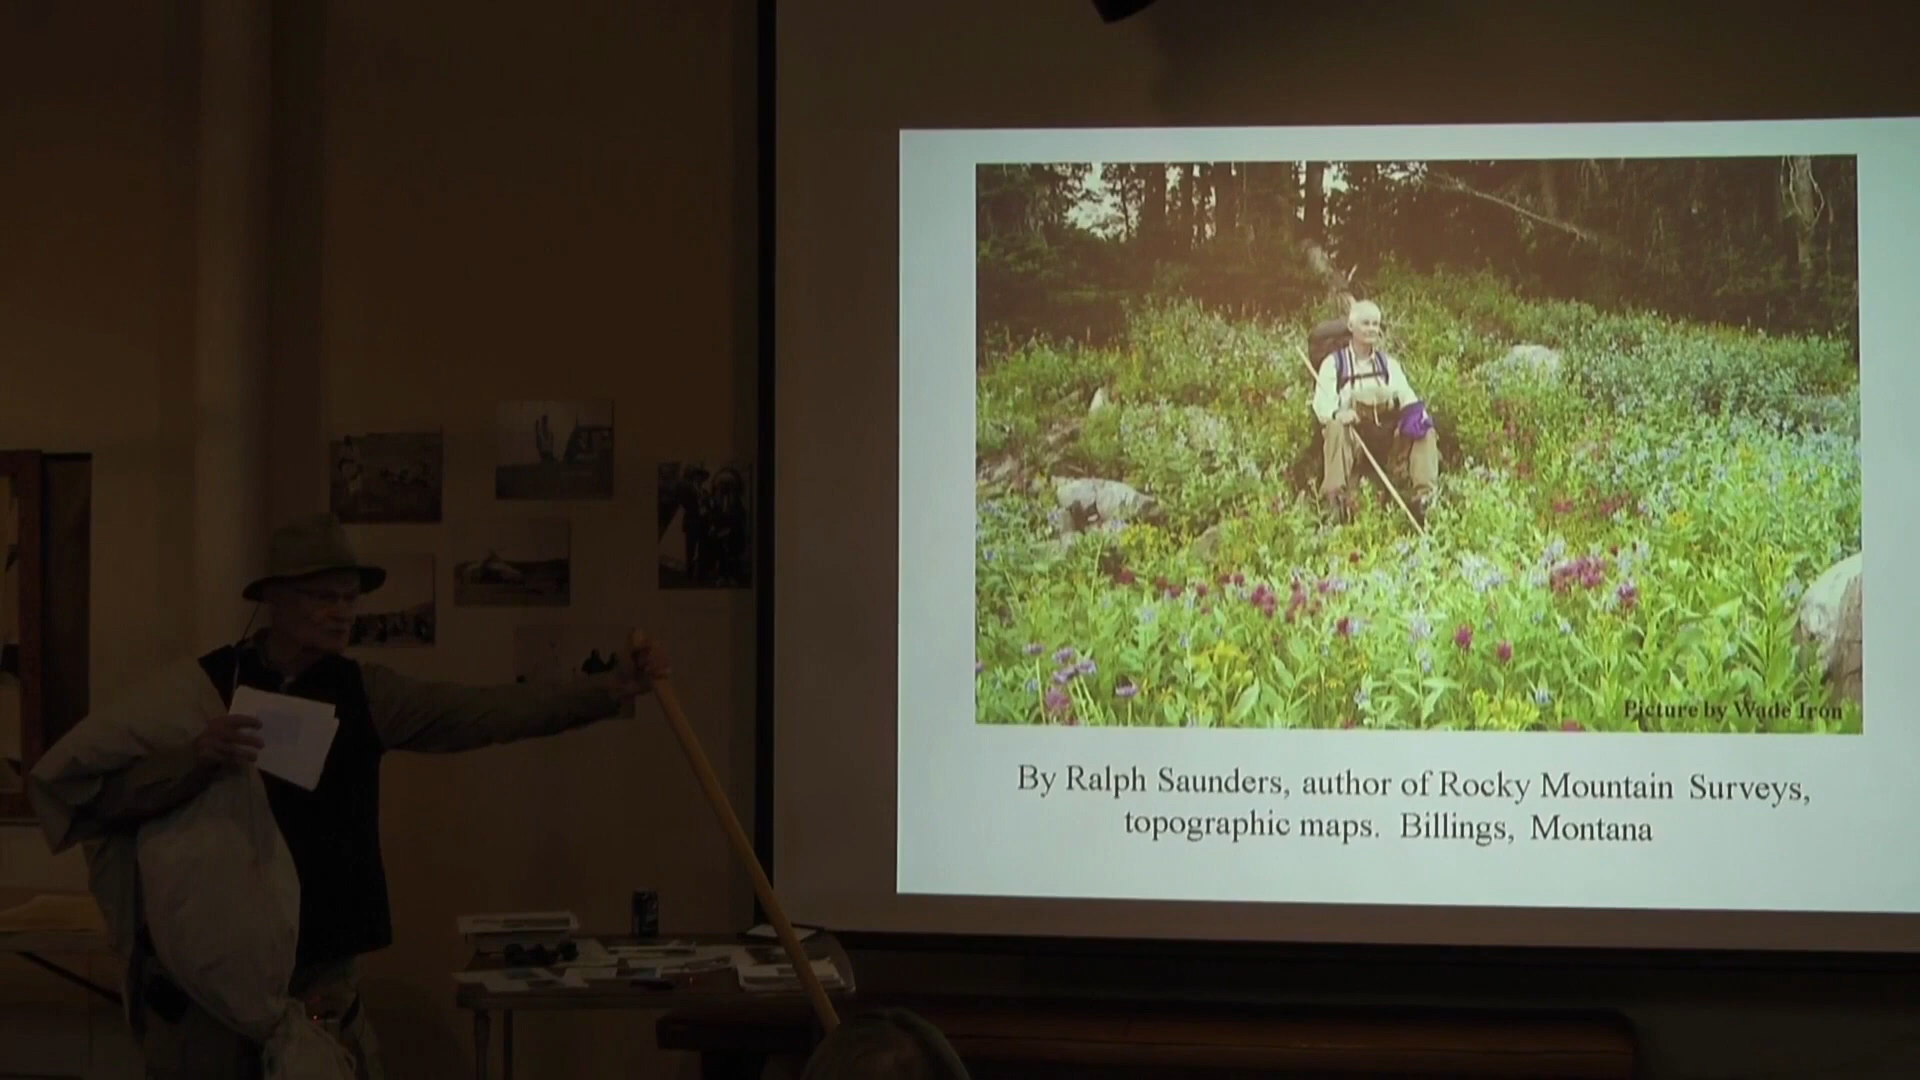 Picture by Wade Iron
By Ralph Saunders, author of Rocky Mountain Surveys,
topographic maps. Billings, Montana